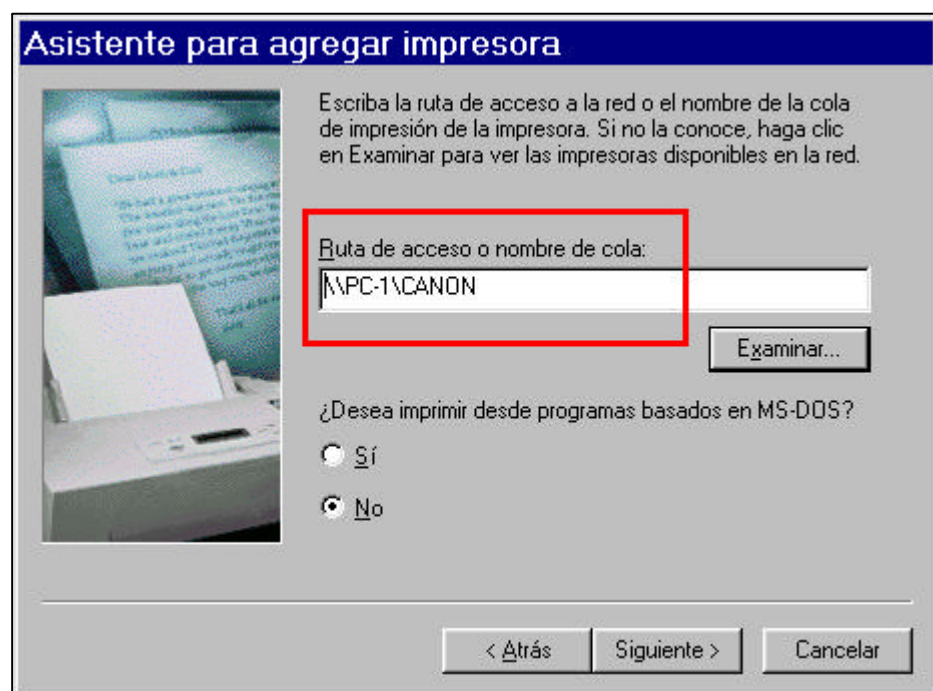 Asistente para agregar impresora
Escriba la ruta de acceso a la red o el nombre de la cola
de impresión de la impresora. Si no la conoce, haga clic
en Examinar para ver las impresoras disponibles en la red.
Ruta de acceso o nombre de cola:
\\PC-1\CANON
Examinar...
¿Desea imprimir desde programas basados en MS-DOS?
Sí
No
< Atrás
Siguiente >
Cancelar